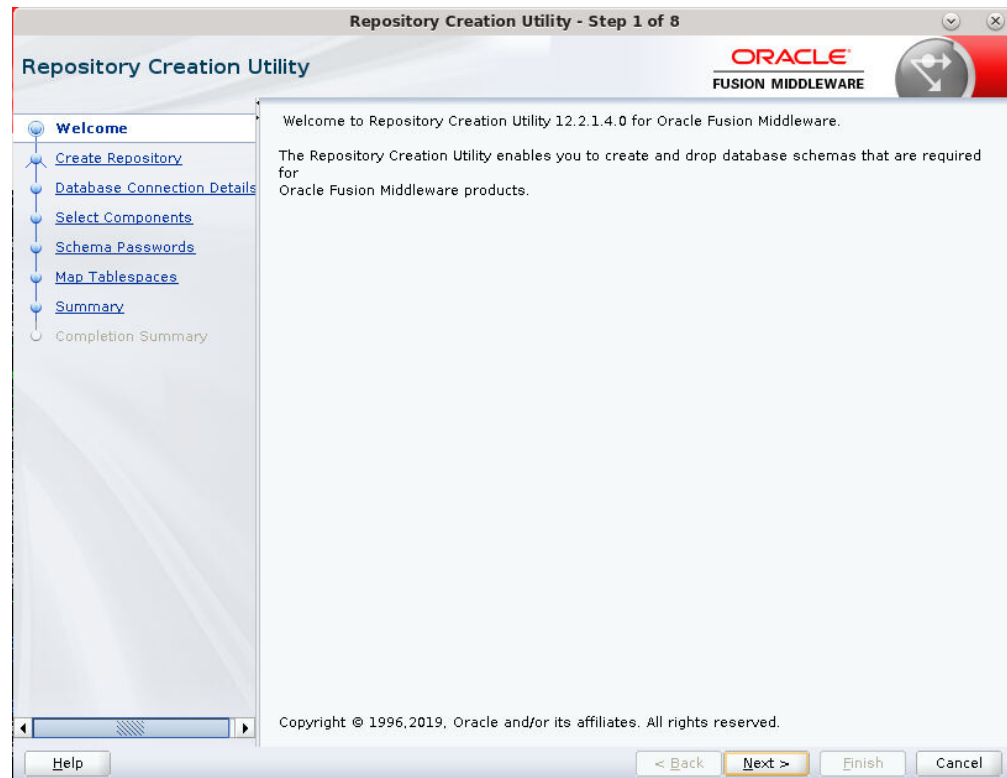 Repository Creation Utility - Step 1 of 8
Repository Creation Utility
ORACLE
FUSION MIDDLEWARE
Welcome
Create Repository
Database Connection Details
Select Components
Schema Passwords
Map Tablespaces
Summary
Completion Summary
Welcome to Repository Creation Utility 12.2.1.4.0 for Oracle Fusion Middleware.
The Repository Creation Utility enables you to create and drop database schemas that are required
for
Oracle Fusion Middleware products.
Copyright © 1996,2019, Oracle and/or its affiliates. All rights reserved.
Help
< Back
Next >
Finish
Cancel